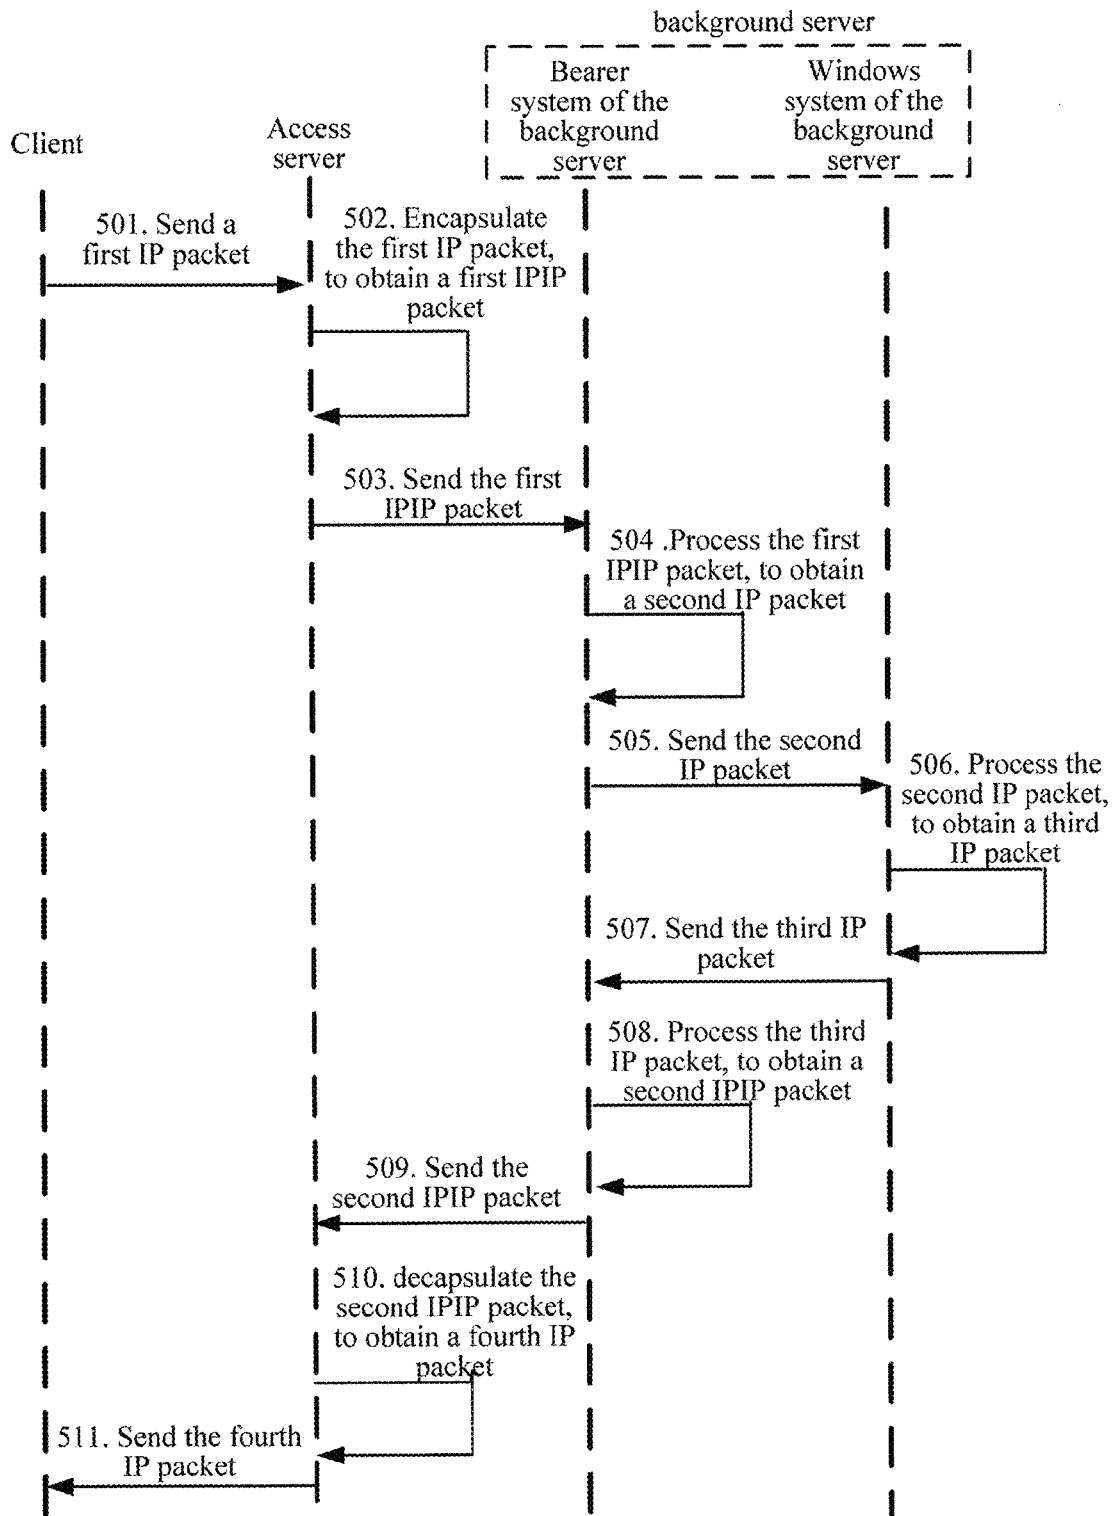 background server
Bearer
system of the
background
server
Windows
system of the
background
server
Client
Access
server
501. Send a
first IP packet
502. Encapsulate
the first IP packet,
to obtain a first IPIP
packet
503. Send the first
IPIP packet
504 .Process the first
IPIP packet, to obtain
a second IP packet
505. Send the second
IP packet
506. Process the
second IP packet,
to obtain a third
IP packet
507. Send the third IP
packet
508. Process the third
IP packet, to obtain a
second IPIP packet
509. Send the
second IPIP packet
510. decapsulate the
second IPIP packet,
to obtain a fourth IP
packet
511. Send the fourth
IP packet